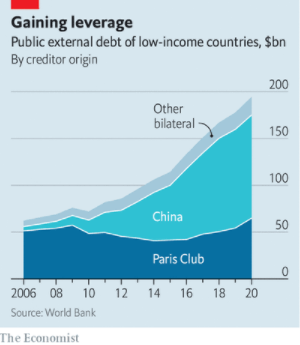 Gaining leverage
Public external debt of low-income countries, $bn
By creditor origin
200
Other
bilateral
150
100
China
50
Paris Club
0
2006 08 10 12 14 16 18 20
Source: World Bank
The Economist